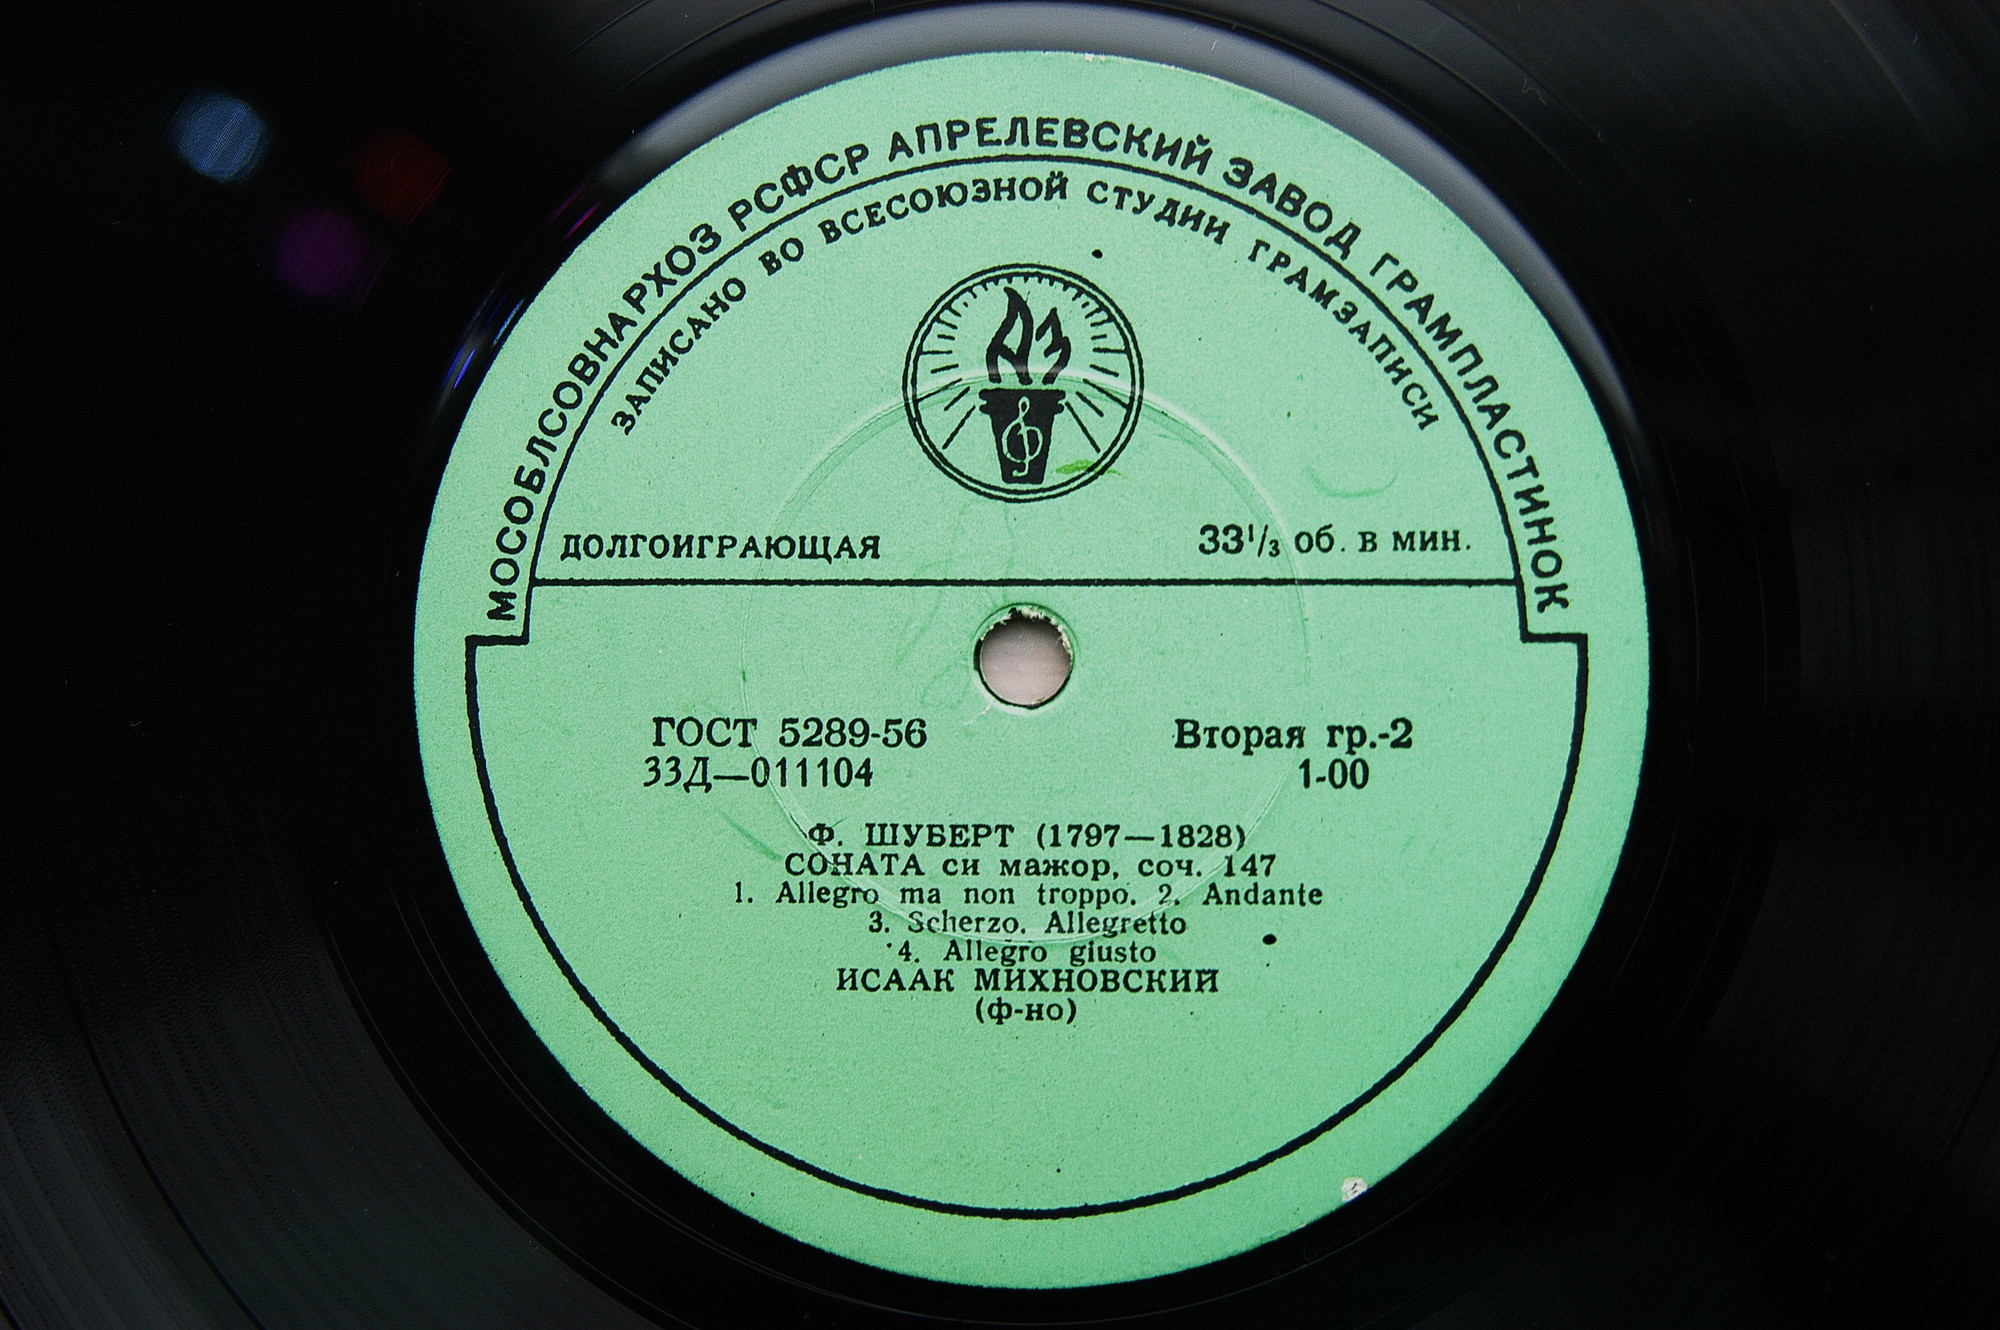 МОСОБЛСОВНАРХОЗ РСФСР АПРЕЛЕВСКИЙ ЗАВОД ГРАМПЛАСТИНОК
ЗАПИСАНО ВО ВСЕСОЮЗНОЙ СТУДИИ ГРАМЗАПИСИ
ДОЛГОИГРАЮЩАЯ 33 1/3 об. в мин.
ГОСТ 5289-56 Вторая гр.-2
33Д—011104 1-00
Ф. ШУБЕРТ (1797—1828)
СОНАТА си мажор, соч. 147
1. Allegro ma non troppo. 2. Andante
3. Scherzo. Allegretto
4. Allegro giusto
ИСААК МИХНОВСКИЙ
(ф-но)